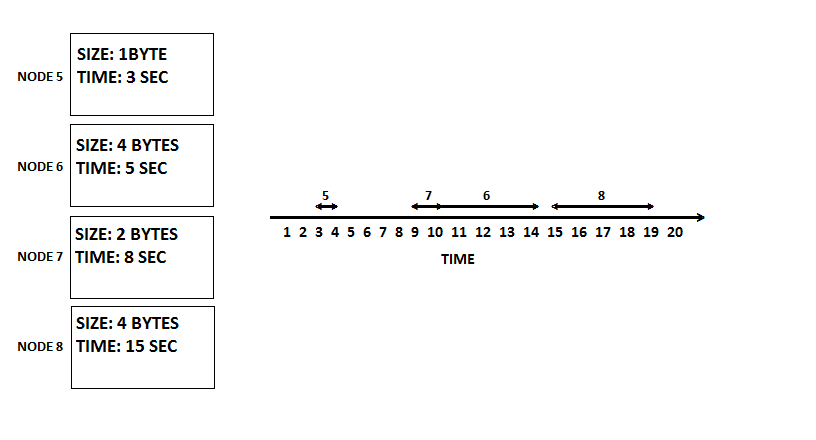 NODE 5
SIZE: 1BYTE
TIME: 3 SEC
NODE 6
SIZE: 4 BYTES
TIME: 5 SEC
NODE 7
SIZE: 2 BYTES
TIME: 8 SEC
NODE 8
SIZE: 4 BYTES
TIME: 15 SEC
5 7 6 8
1 2 3 4 5 6 7 8 9 10 11 12 13 14 15 16 17 18 19 20
TIME